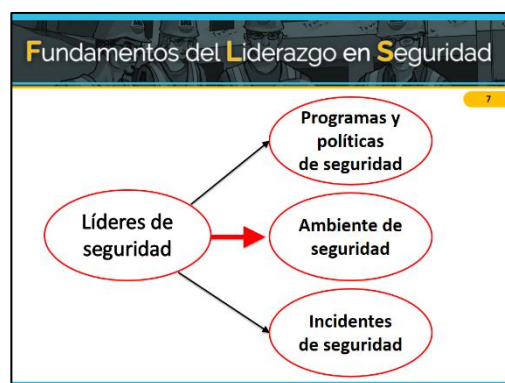 Fundamentos del Liderazgo en Seguridad
7
Programas y
políticas
de seguridad
Líderes de
seguridad
Ambiente de
seguridad
Incidentes
de seguridad